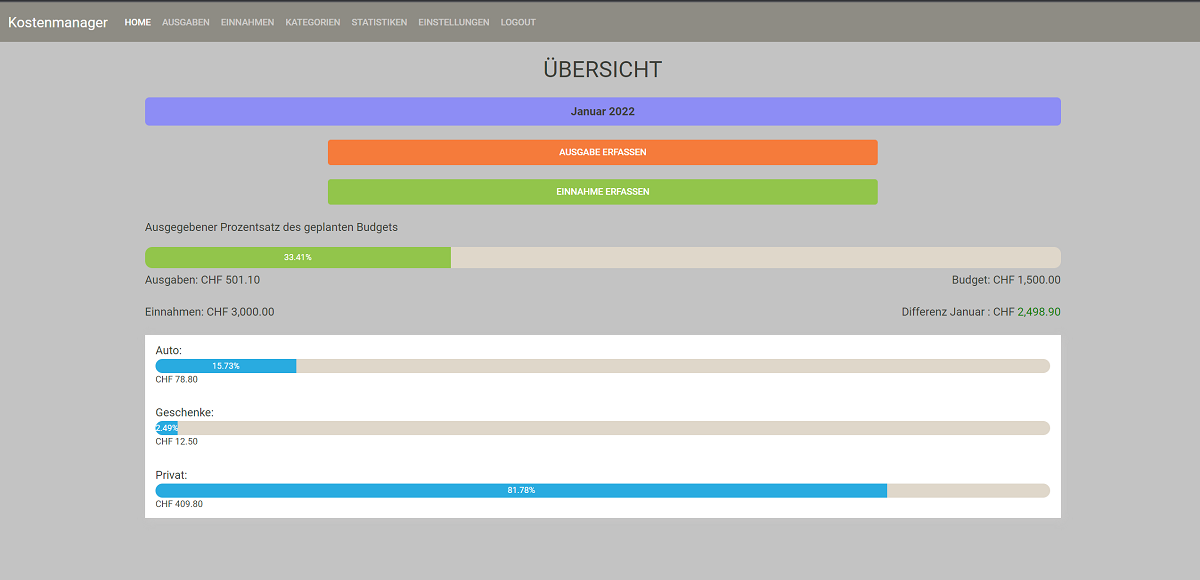 Kostenmanager HOME AUSGABEN EINNAHMEN KATEGORIEN STATISTIKEN EINSTELLUNGEN LOGOUT
ÜBERSICHT
Januar 2022
AUSGABE ERFASSEN
EINNAHME ERFASSEN
Ausgegebener Prozentsatz des geplanten Budgets
33.41%
Ausgaben: CHF 501.10 Budget: CHF 1,500.00
Einnahmen: CHF 3,000.00 Differenz Januar : CHF 2,498.90
Auto:
15.73%
CHF 78.80
Geschenke:
2.49%
CHF 12.50
Privat:
81.78%
CHF 409.80